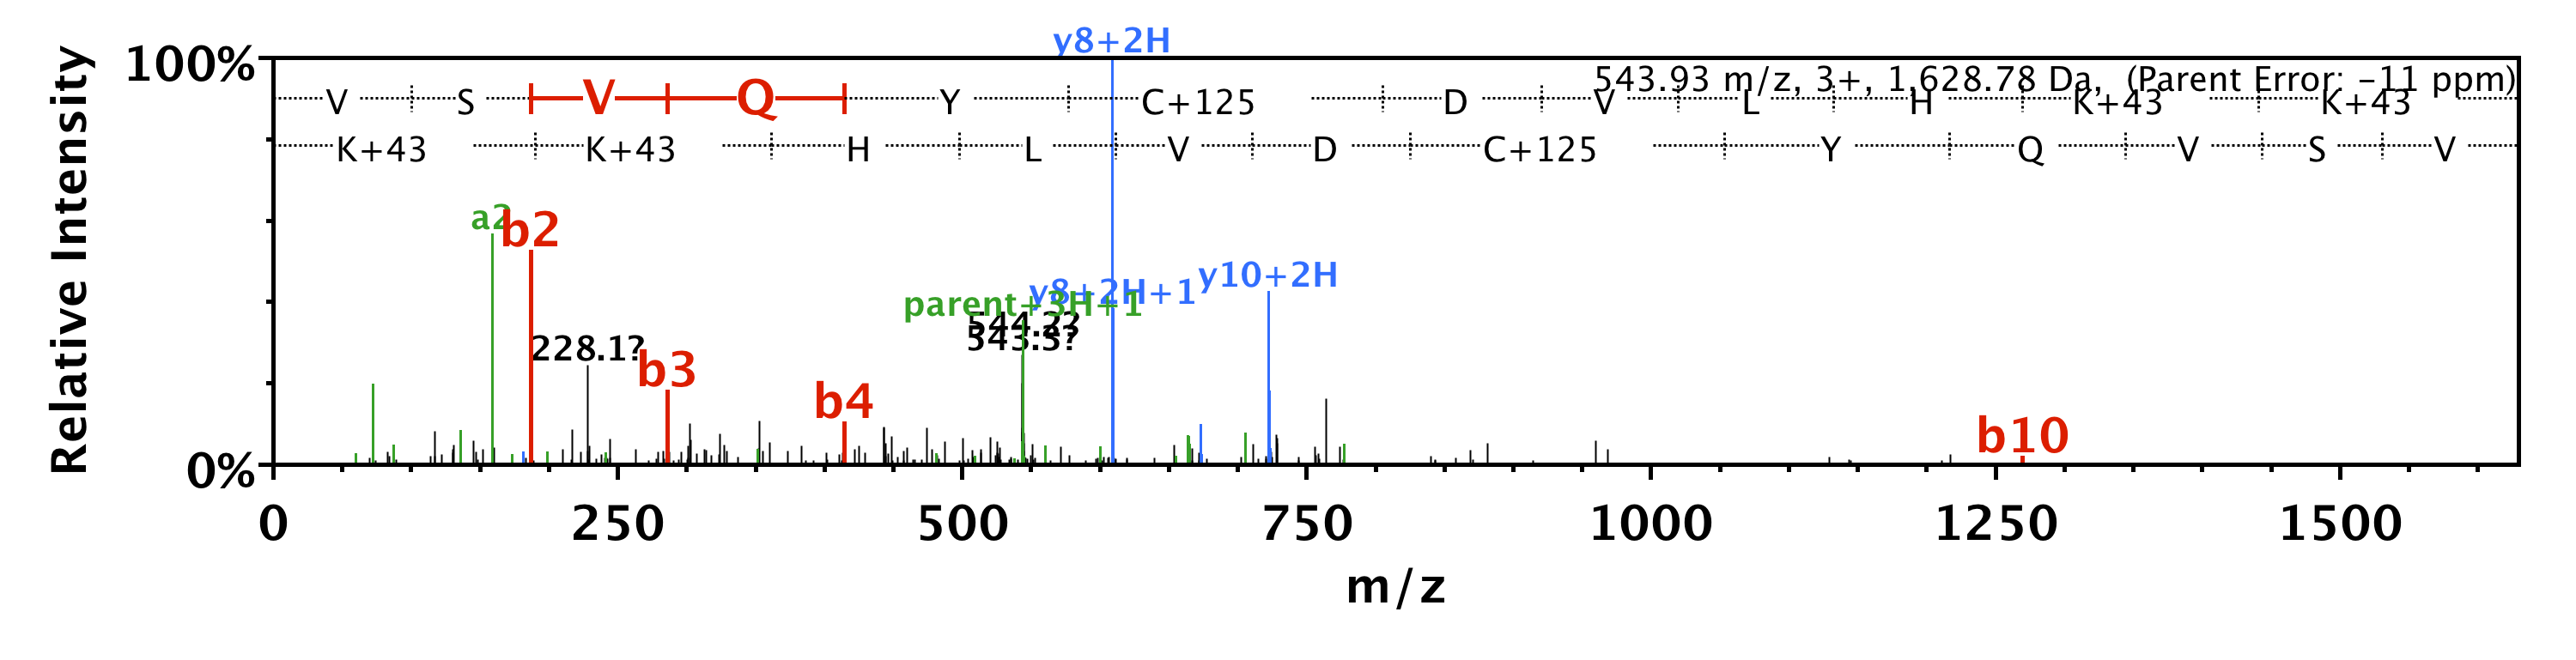 y8+2H
100%
543.93 m/z, 3+, 1,628.78 Da, (Parent Error: -11 ppm)
V S V Q Y C+125 D V L H K+43 K+43
K+43 K+43 H L V D C+125 Y Q V S V
a2
b2
y10+2H
y8+2H+1
parent+3H+1
544.2?
543.3?
228.1?
b3
b4
b10
0%
0 250 500 750 1000 1250 1500
m/z
Relative Intensity